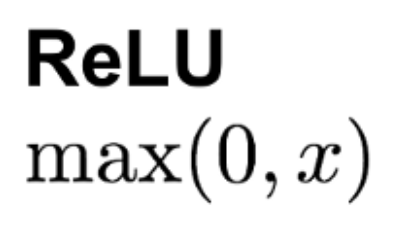 ReLU
max(0, x)